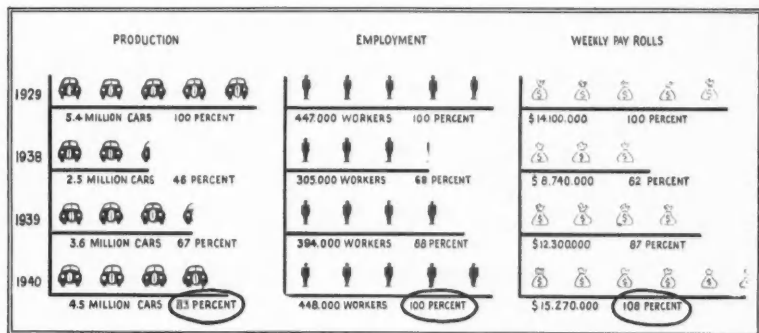 PRODUCTION EMPLOYMENT WEEKLY PAY ROLLS
1929
5.4 MILLION CARS 100 PERCENT 447.000 WORKERS 100 PERCENT $14.100.000 100 PERCENT
1938
2.5 MILLION CARS 46 PERCENT 305.000 WORKERS 68 PERCENT $8.740.000 62 PERCENT
1939
3.6 MILLION CARS 67 PERCENT 394.000 WORKERS 88 PERCENT $12.300.000 87 PERCENT
1940
4.5 MILLION CARS 83 PERCENT 448.000 WORKERS 100 PERCENT $15.270.000 108 PERCENT